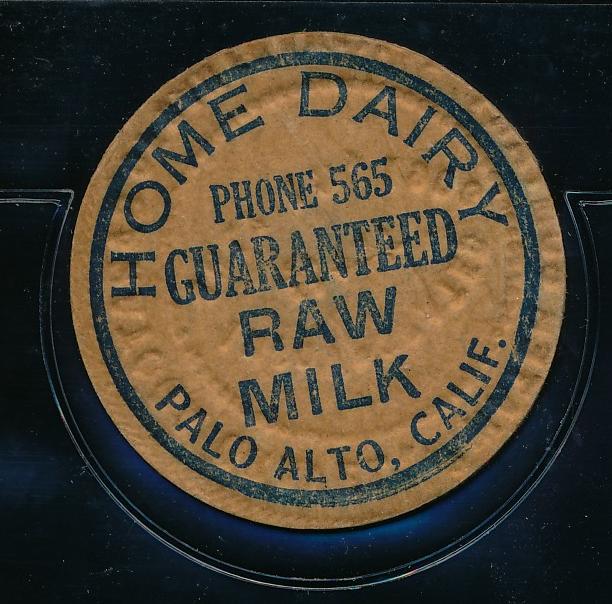 HOME DAIRY
PHONE 565
GUARANTEED
RAW
MILK
PALO ALTO, CALIF.